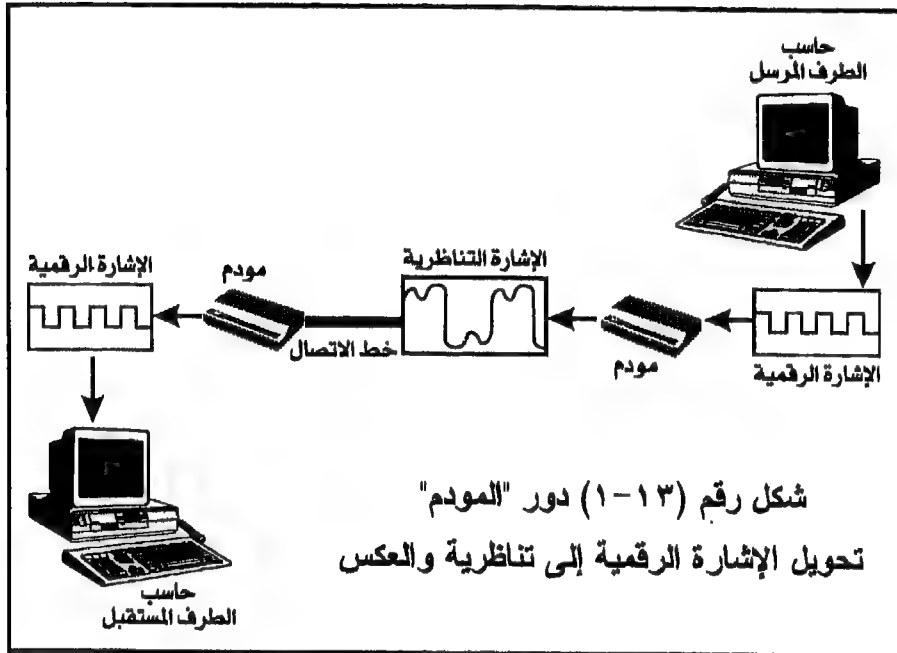 حاسب
الطرف المرسل
الإشارة الرقمية
مودم
الإشارة التناظرية
خط الاتصال
مودم
الإشارة الرقمية
حاسب
الطرف المستقبل
شكل رقم (١٣-١) دور "المودم"
تحويل الإشارة الرقمية إلى تناظرية والعكس